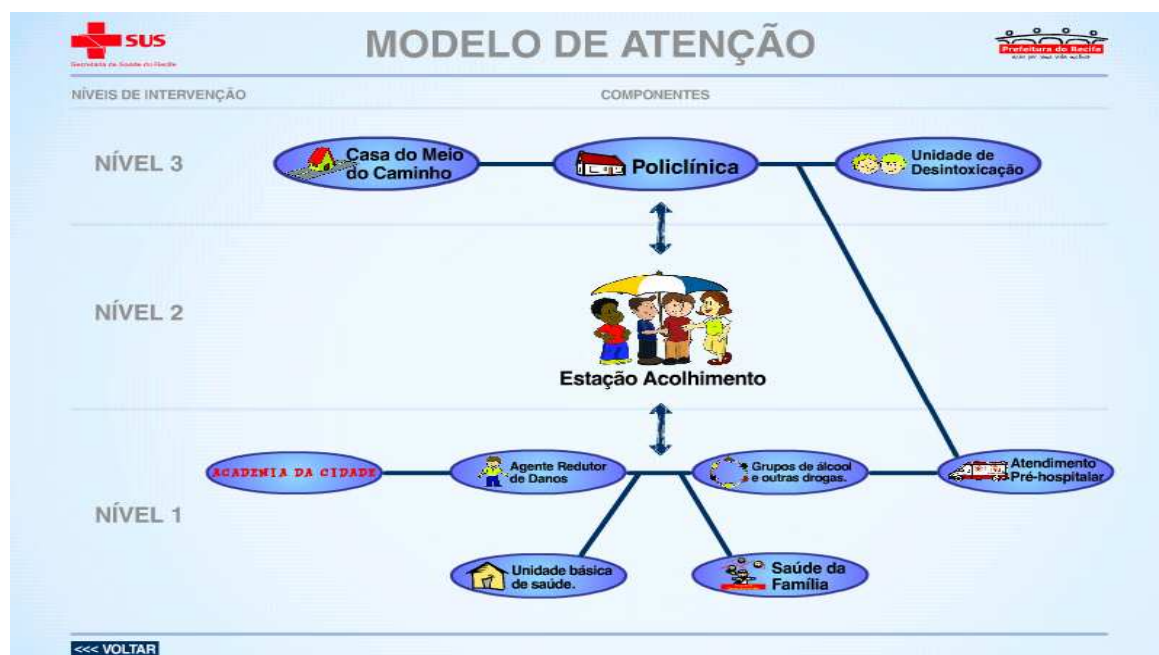 SUS
Secretaria de Saúde do Recife
MODELO DE ATENÇÃO
Prefeitura do Recife
NÍVEIS DE INTERVENÇÃO
COMPONENTES
NÍVEL 3
Casa do Meio
do Caminho
Policlínica
Unidade de
Desintoxicação
NÍVEL 2
Estação Acolhimento
NÍVEL 1
ACADEMIA DA CIDADE
Agente Redutor
de Danos
Grupos de álcool
e outras drogas.
Atendimento
Pré-hospitalar
Unidade básica
de saúde.
Saúde da
Família
<<< VOLTAR